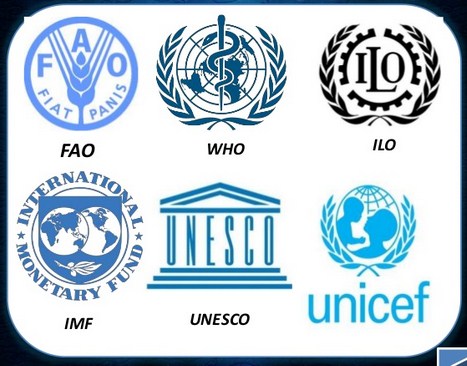 FAO
FIAT PANIS
FAO
WHO
ILO
ILO
INTERNATIONAL
MONETARY FUND
IMF
UNESCO
UNESCO
unicef